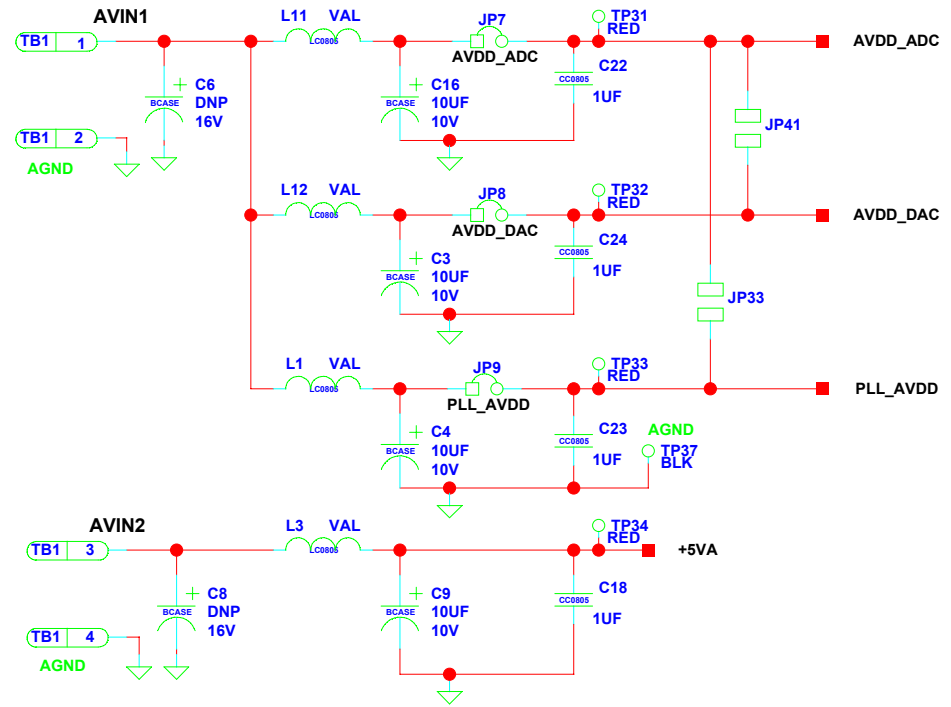 AVIN1
TB1 1
TB1 2
AGND
C6
DNP
16V
BCASE
L11 VAL
LC0805
JP7
AVDD_ADC
TP31
RED
AVDD_ADC
C16
10UF
10V
BCASE
C22
1UF
CC0805
JP41
L12 VAL
LC0805
JP8
AVDD_DAC
TP32
RED
AVDD_DAC
C3
10UF
10V
BCASE
C24
1UF
CC0805
JP33
L1 VAL
LC0805
JP9
PLL_AVDD
TP33
RED
PLL_AVDD
C4
10UF
10V
BCASE
C23
1UF
CC0805
AGND
TP37
BLK
AVIN2
TB1 3
TB1 4
AGND
C8
DNP
16V
BCASE
L3 VAL
LC0805
TP34
RED
+5VA
C9
10UF
10V
BCASE
C18
1UF
CC0805